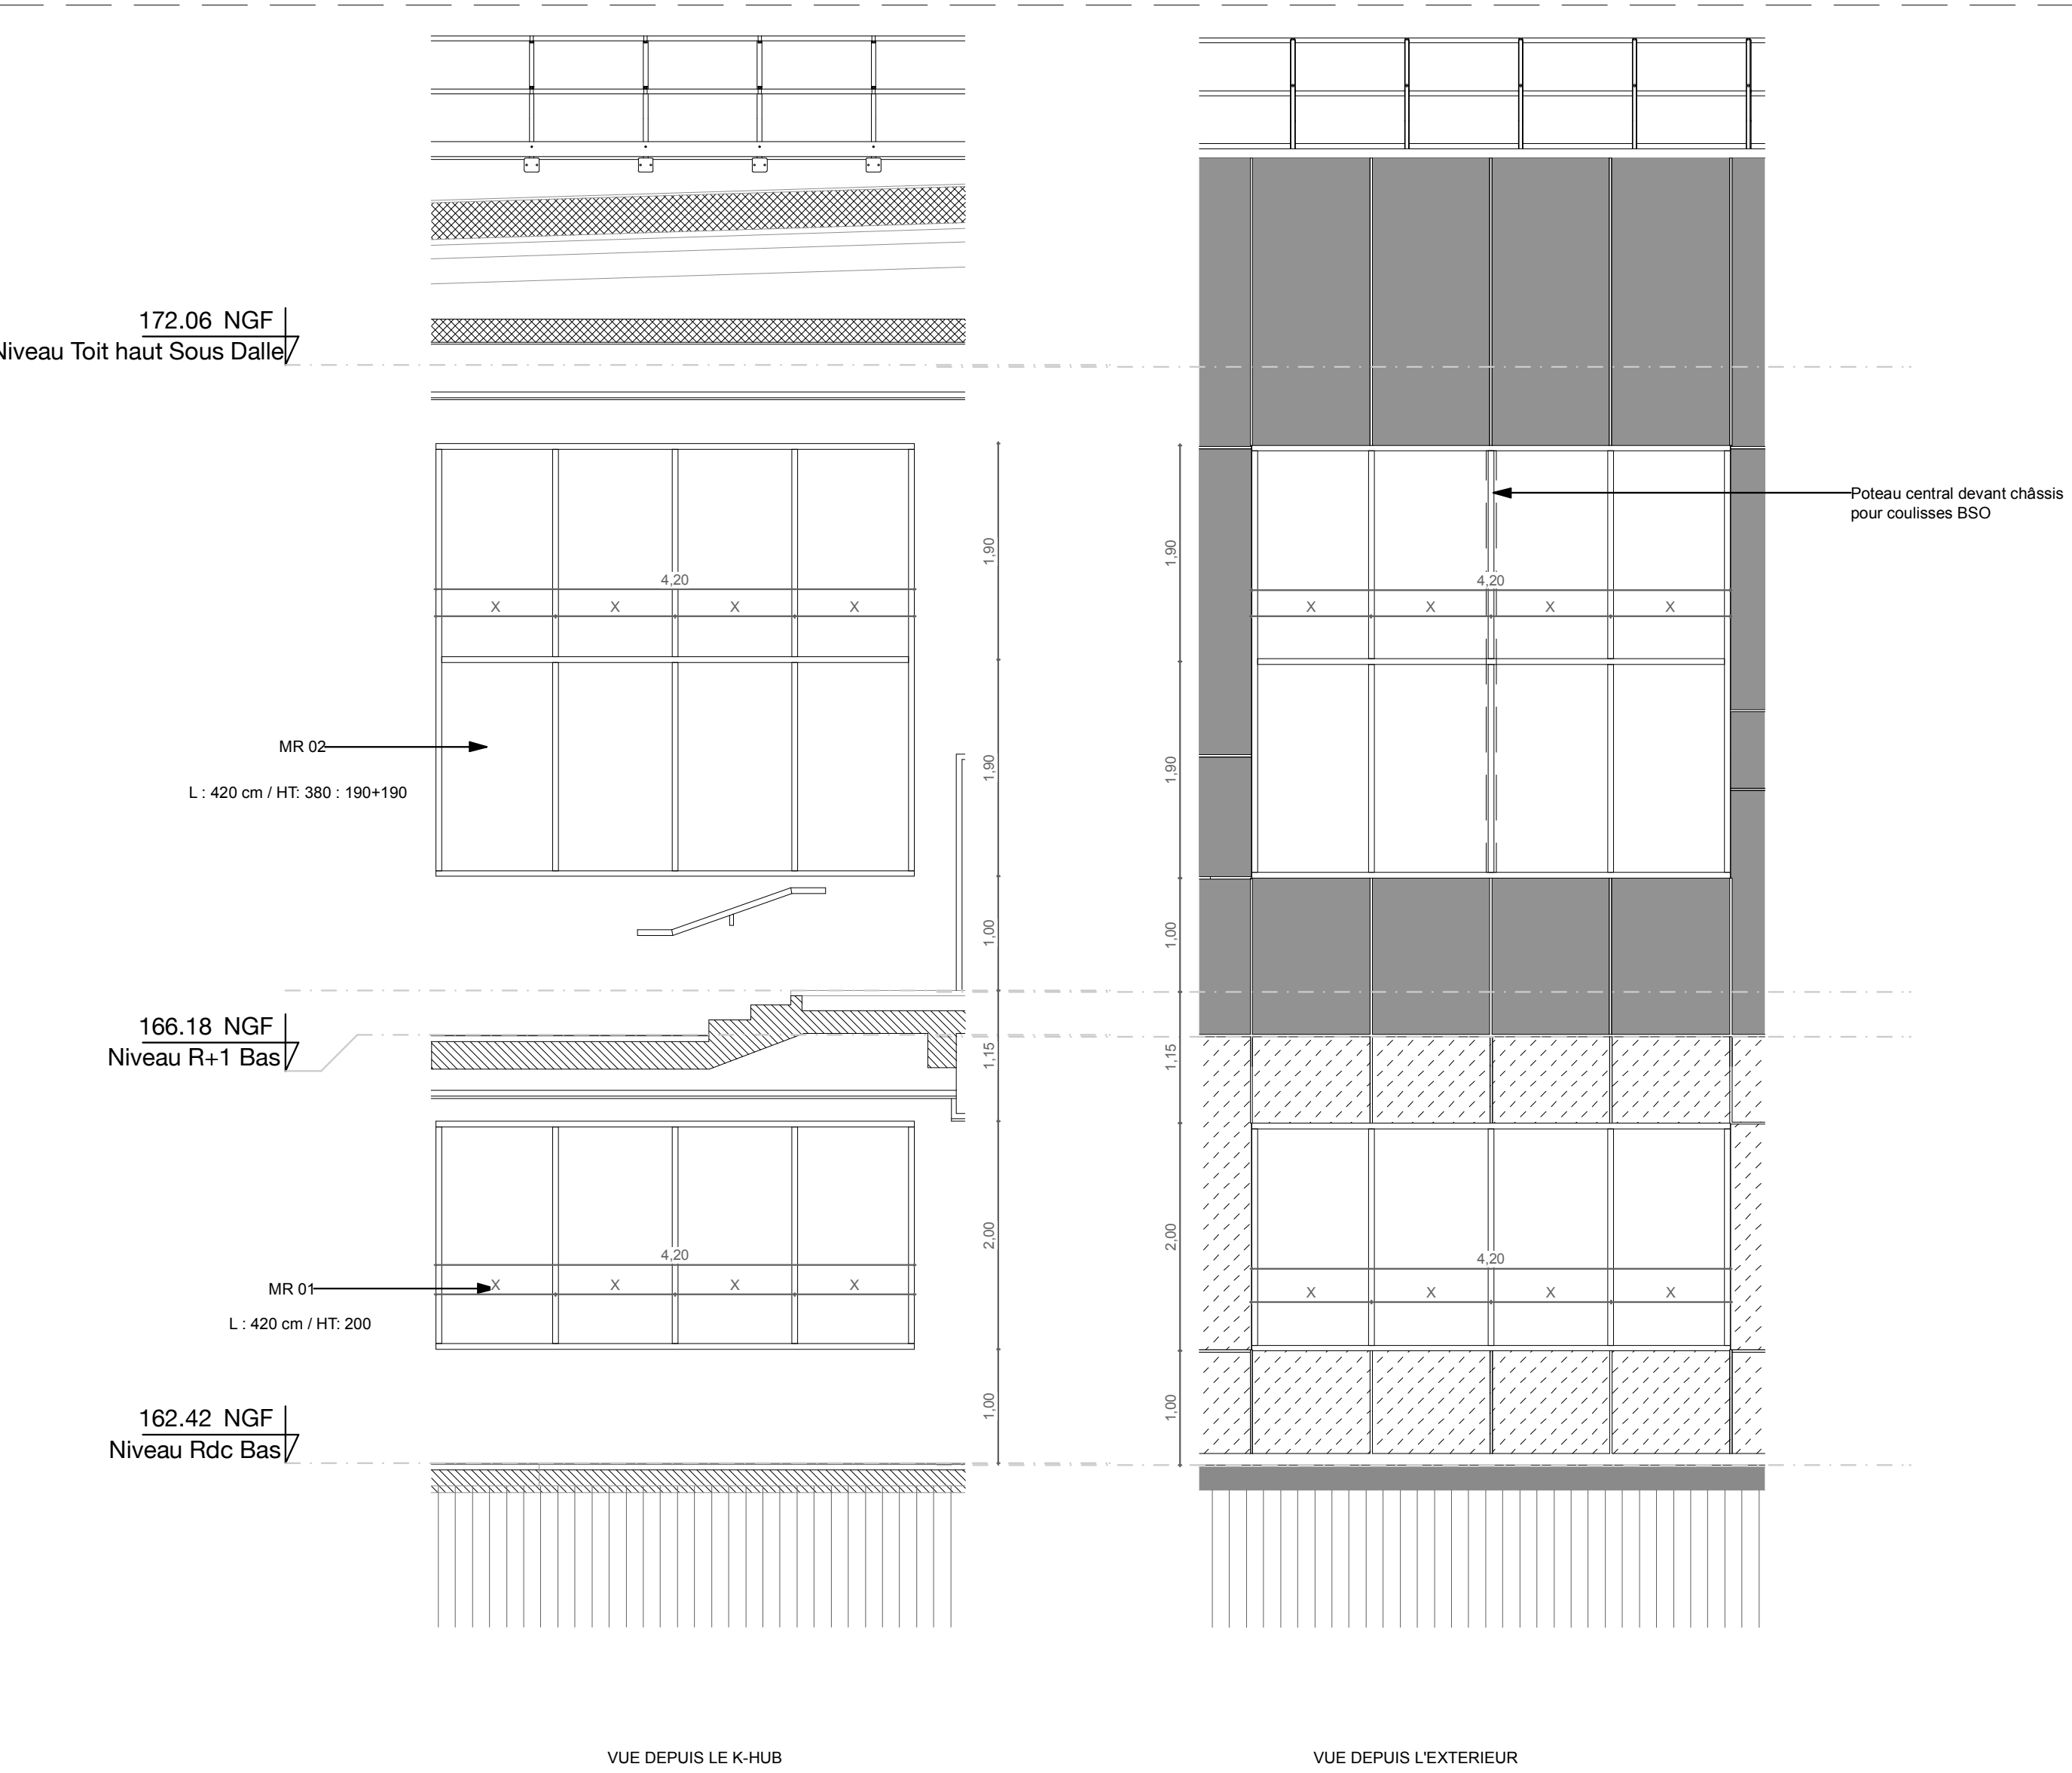 172.06 NGF
Niveau Toit haut Sous Dalle
1,90
1,90
Poteau central devant châssis
pour coulisses BSO
4,20
4,20
X X X X
X X X X
MR 02
1,90
1,90
L : 420 cm / HT: 380 : 190+190
1,00
1,00
166.18 NGF
Niveau R+1 Bas
1,15
1,15
2,00
2,00
4,20
4,20
MR 01
X X X X
X X X X
L : 420 cm / HT: 200
162.42 NGF
Niveau Rdc Bas
1,00
1,00
VUE DEPUIS LE K-HUB
VUE DEPUIS L'EXTERIEUR